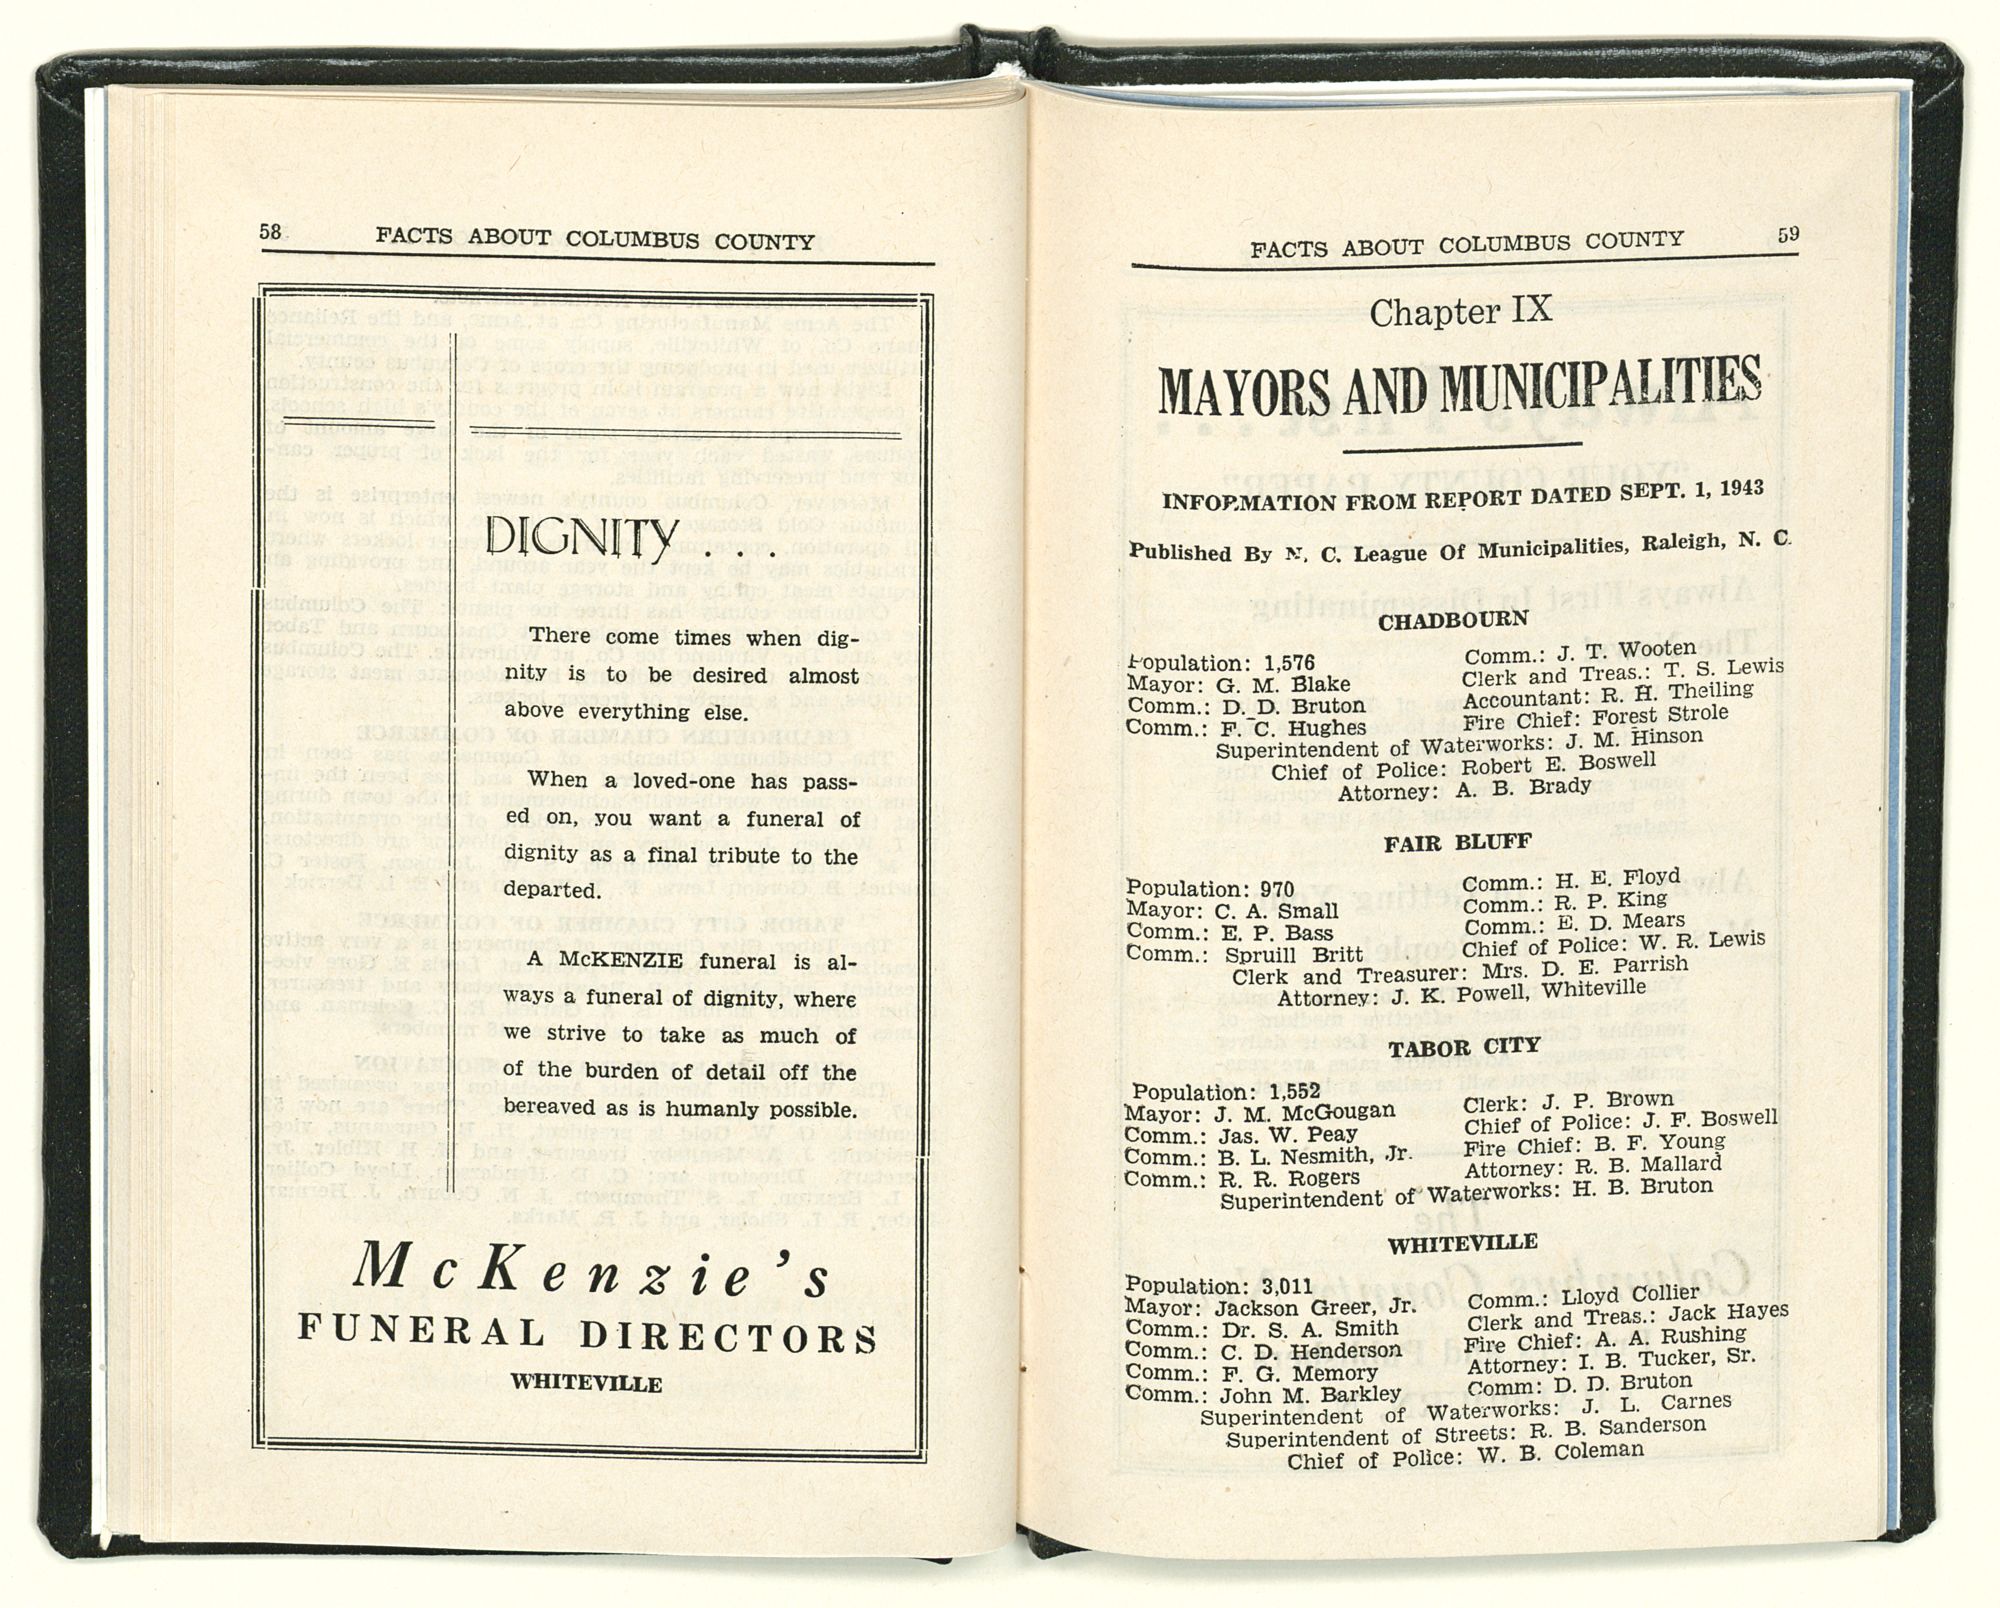 58 FACTS ABOUT COLUMBUS COUNTY
DIGNITY . . .
There come times when dig-
nity is to be desired almost
above everything else.
When a loved-one has pass-
ed on, you want a funeral of
dignity as a final tribute to the
departed.
A McKENZIE funeral is al-
ways a funeral of dignity, where
we strive to take as much of
of the burden of detail off the
bereaved as is humanly possible.
McKenzie's
FUNERAL DIRECTORS
WHITEVILLE
FACTS ABOUT COLUMBUS COUNTY 59
Chapter IX
MAYORS AND MUNICIPALITIES
INFORMATION FROM REPORT DATED SEPT. 1, 1943
Published By N. C. League Of Municipalities, Raleigh, N. C.
CHADBOURN
Population: 1,576
Mayor: G. M. Blake
Comm.: D. D. Bruton
Comm.: F. C. Hughes
Comm.: J. T. Wooten
Clerk and Treas.: T. S. Lewis
Accountant: R. H. Theiling
Fire Chief: Forest Strole
Superintendent of Waterworks: J. M. Hinson
Chief of Police: Robert E. Boswell
Attorney: A. B. Brady
FAIR BLUFF
Population: 970
Mayor: C. A. Small
Comm.: E. P. Bass
Comm.: Spruill Britt
Comm.: H. E. Floyd
Comm.: R. P. King
Comm.: E. D. Mears
Chief of Police: W. R. Lewis
Clerk and Treasurer: Mrs. D. E. Parrish
Attorney: J. K. Powell, Whiteville
TABOR CITY
Population: 1,552
Mayor: J. M. McGougan
Comm.: Jas. W. Peay
Comm.: B. L. Nesmith, Jr.
Comm.: R. R. Rogers
Clerk: J. P. Brown
Chief of Police: J. F. Boswell
Fire Chief: B. F. Young
Attorney: R. B. Mallard
Superintendent of Waterworks: H. B. Bruton
WHITEVILLE
Population: 3,011
Mayor: Jackson Greer, Jr.
Comm.: Dr. S. A. Smith
Comm.: C. D. Henderson
Comm.: F. G. Memory
Comm.: John M. Barkley
Comm.: Lloyd Collier
Clerk and Treas.: Jack Hayes
Fire Chief: A. A. Rushing
Attorney: I. B. Tucker, Sr.
Comm: D. D. Bruton
Superintendent of Waterworks: J. L. Carnes
Superintendent of Streets: R. B. Sanderson
Chief of Police: W. B. Coleman